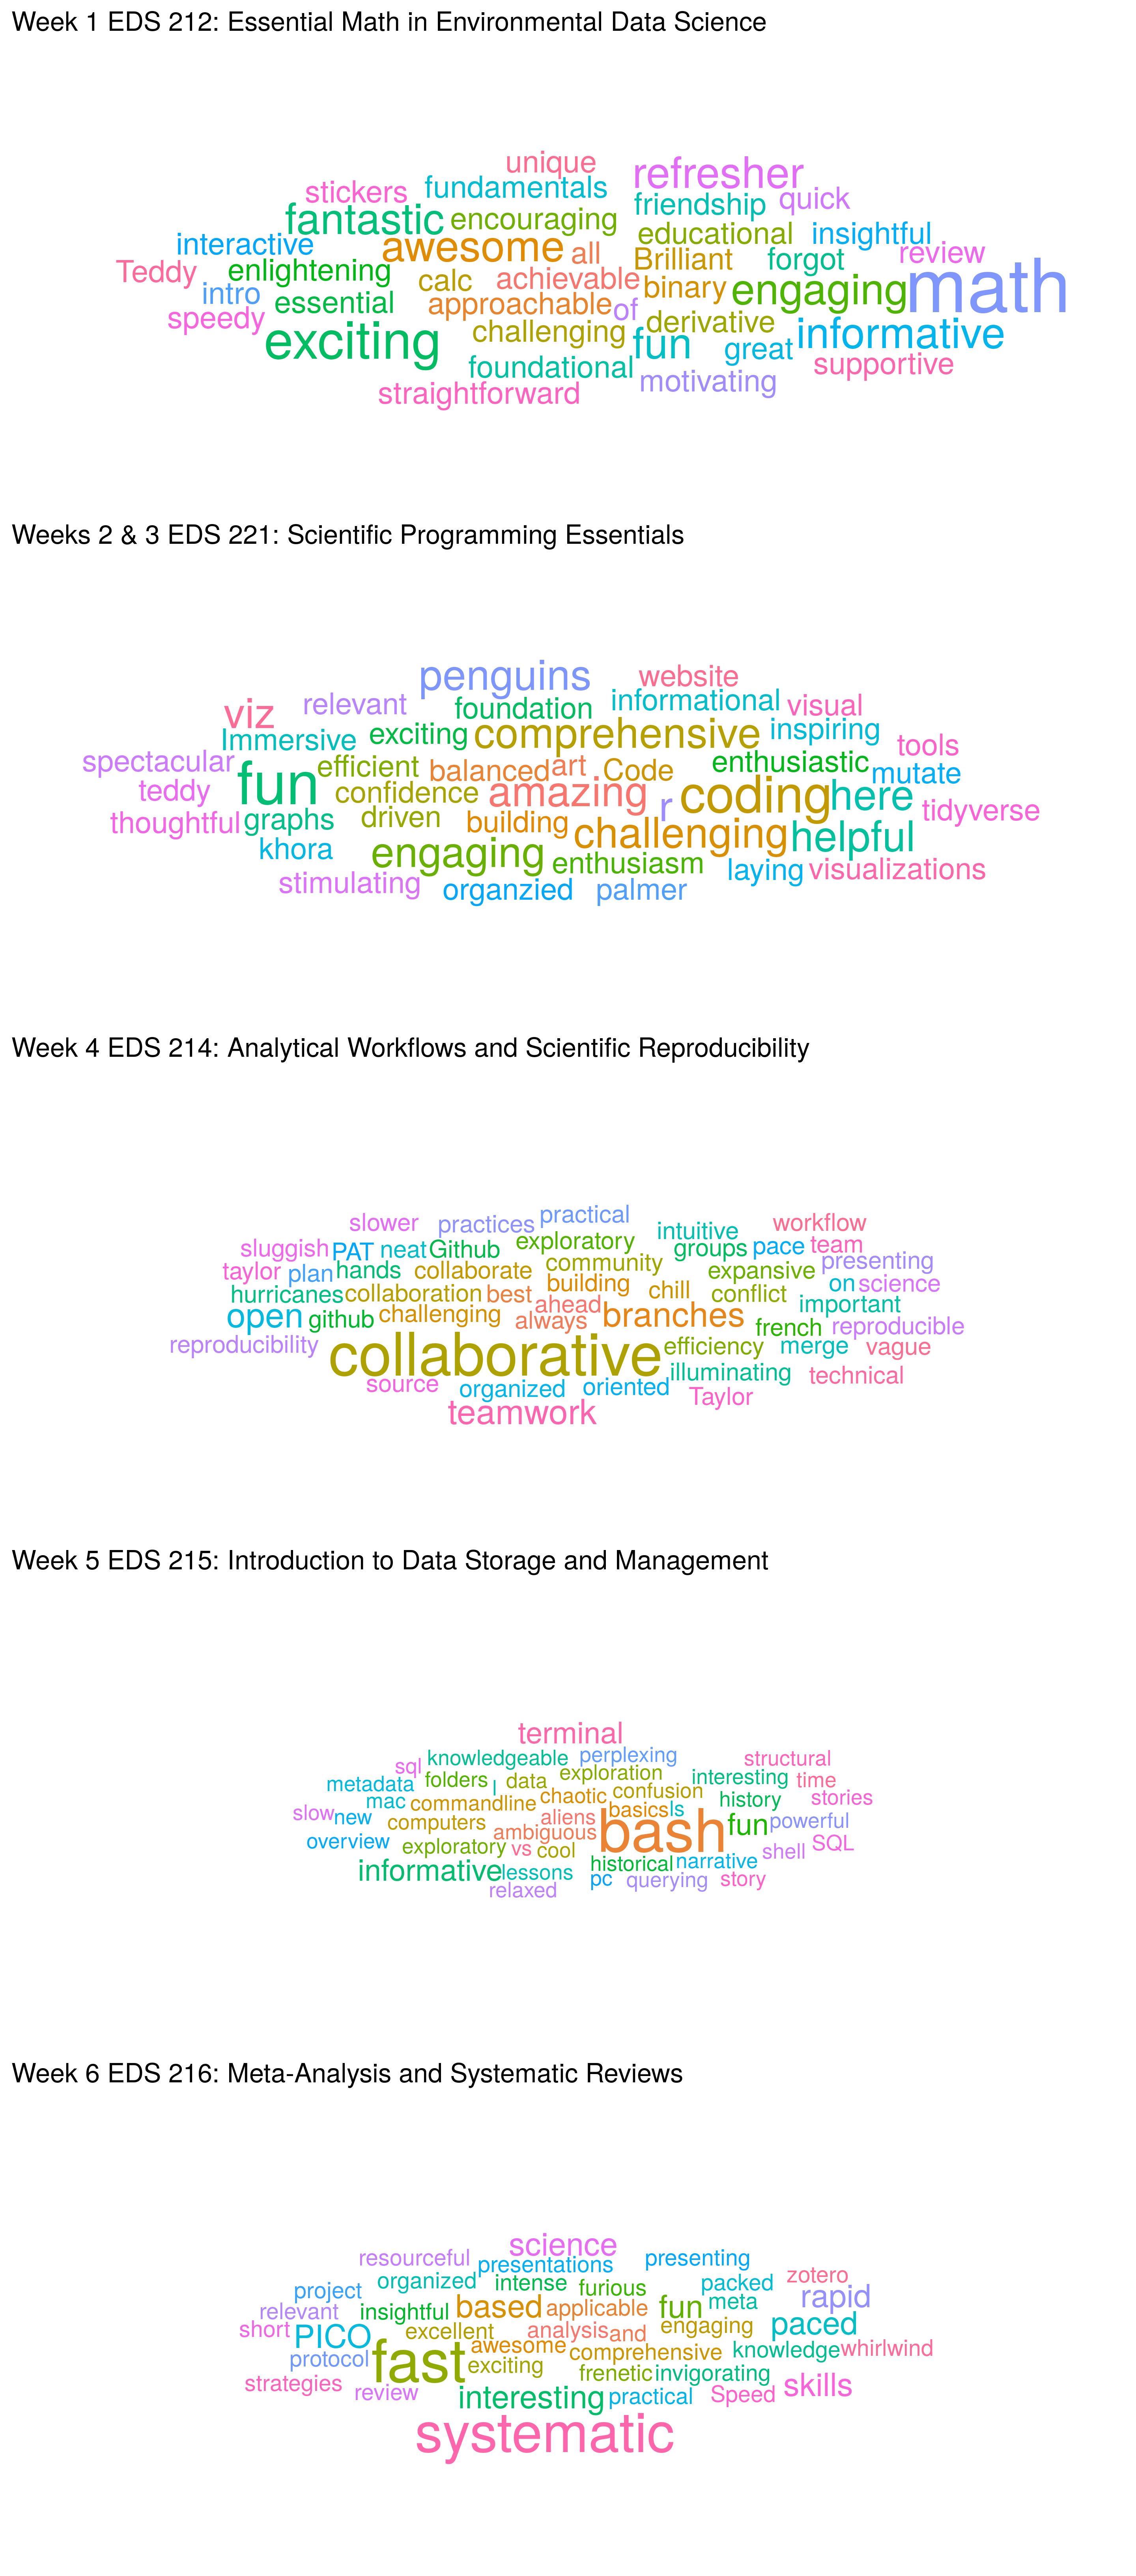 Week 1 EDS 212: Essential Math in Environmental Data Science
unique refresher
stickers fundamentals friendship quick
fantastic encouraging educational insightful
interactive awesome all Brilliant forgot review
Teddy enlightening calc achievable binary engaging math
intro essential approachable of
speedy exciting challenging derivative fun great informative
foundational motivating supportive
straightforward
Weeks 2 & 3 EDS 221: Scientific Programming Essentials
penguins website
viz relevant foundation informational visual
Immersive exciting comprehensive inspiring tools
spectacular fun efficient balanced art Code enthusiastic mutate
teddy confidence amazing r coding here tidyverse
thoughtful graphs driven building challenging helpful
khora engaging enthusiasm laying visualizations
stimulating organzied palmer
Week 4 EDS 214: Analytical Workflows and Scientific Reproducibility
slower practices practical intuitive workflow
sluggish PAT neat Github exploratory groups pace team
taylor plan hands collaborate community expansive presenting
hurricanes collaboration best building chill conflict on science
open github challenging always ahead branches important
reproducibility collaborative french reproducible
efficiency merge vague
source organized oriented illuminating technical
teamwork Taylor
Week 5 EDS 215: Introduction to Data Storage and Management
terminal
sql knowledgeable perplexing structural
metadata folders I data exploration interesting time
mac commandline chaotic confusion history stories
slow new computers aliens basics ls bash fun powerful
overview exploratory ambiguous vs cool shell SQL
informative lessons historical narrative
relaxed pc querying story
Week 6 EDS 216: Meta-Analysis and Systematic Reviews
science
resourceful presentations presenting
project organized intense furious packed zotero
relevant insightful based applicable fun meta rapid
short PICO excellent analysis and engaging paced
protocol fast awesome comprehensive knowledge whirlwind
strategies exciting frenetic invigorating
review interesting practical Speed skills
systematic